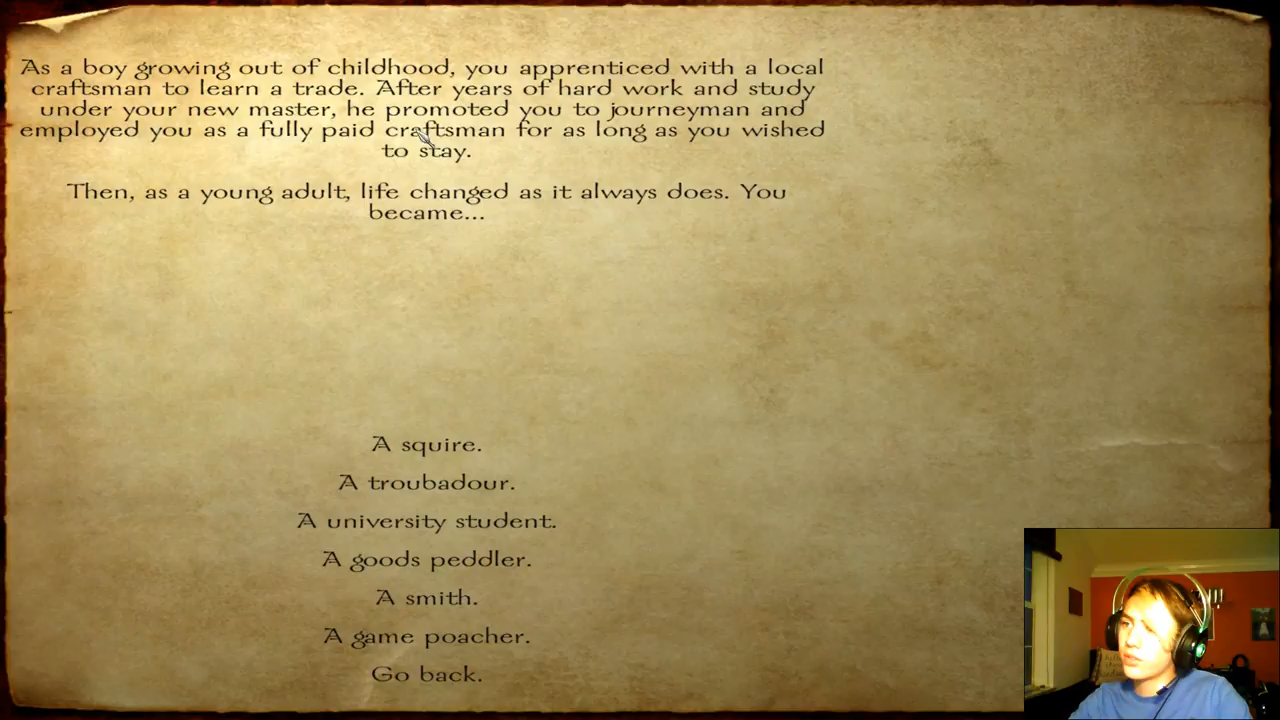 As a boy growing out of childhood, you apprenticed with a local
craftsman to learn a trade. After years of hard work and study
under your new master, he promoted you to journeyman and
employed you as a fully paid craftsman for as long as you wished
to stay.
Then, as a young adult, life changed as it always does. You
became...
A squire.
A troubadour.
A university student.
A goods peddler.
A smith.
A game poacher.
Go back.